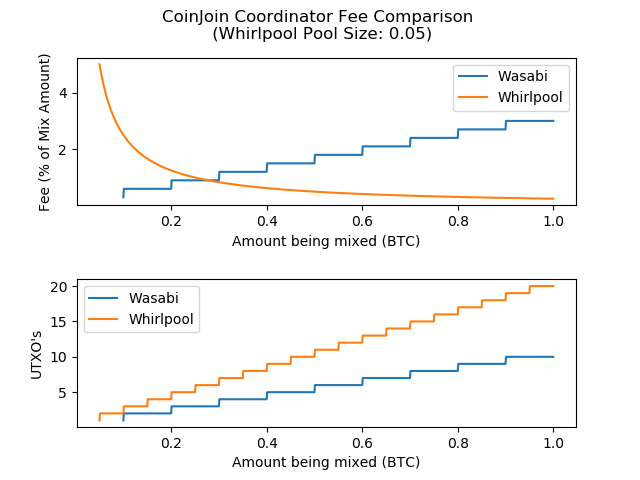 CoinJoin Coordinator Fee Comparison
(Whirlpool Pool Size: 0.05)
Fee (% of Mix Amount)
4
2
Wasabi
Whirlpool
0.2 0.4 0.6 0.8 1.0
Amount being mixed (BTC)
UTXO's
20
15
10
5
Wasabi
Whirlpool
0.2 0.4 0.6 0.8 1.0
Amount being mixed (BTC)